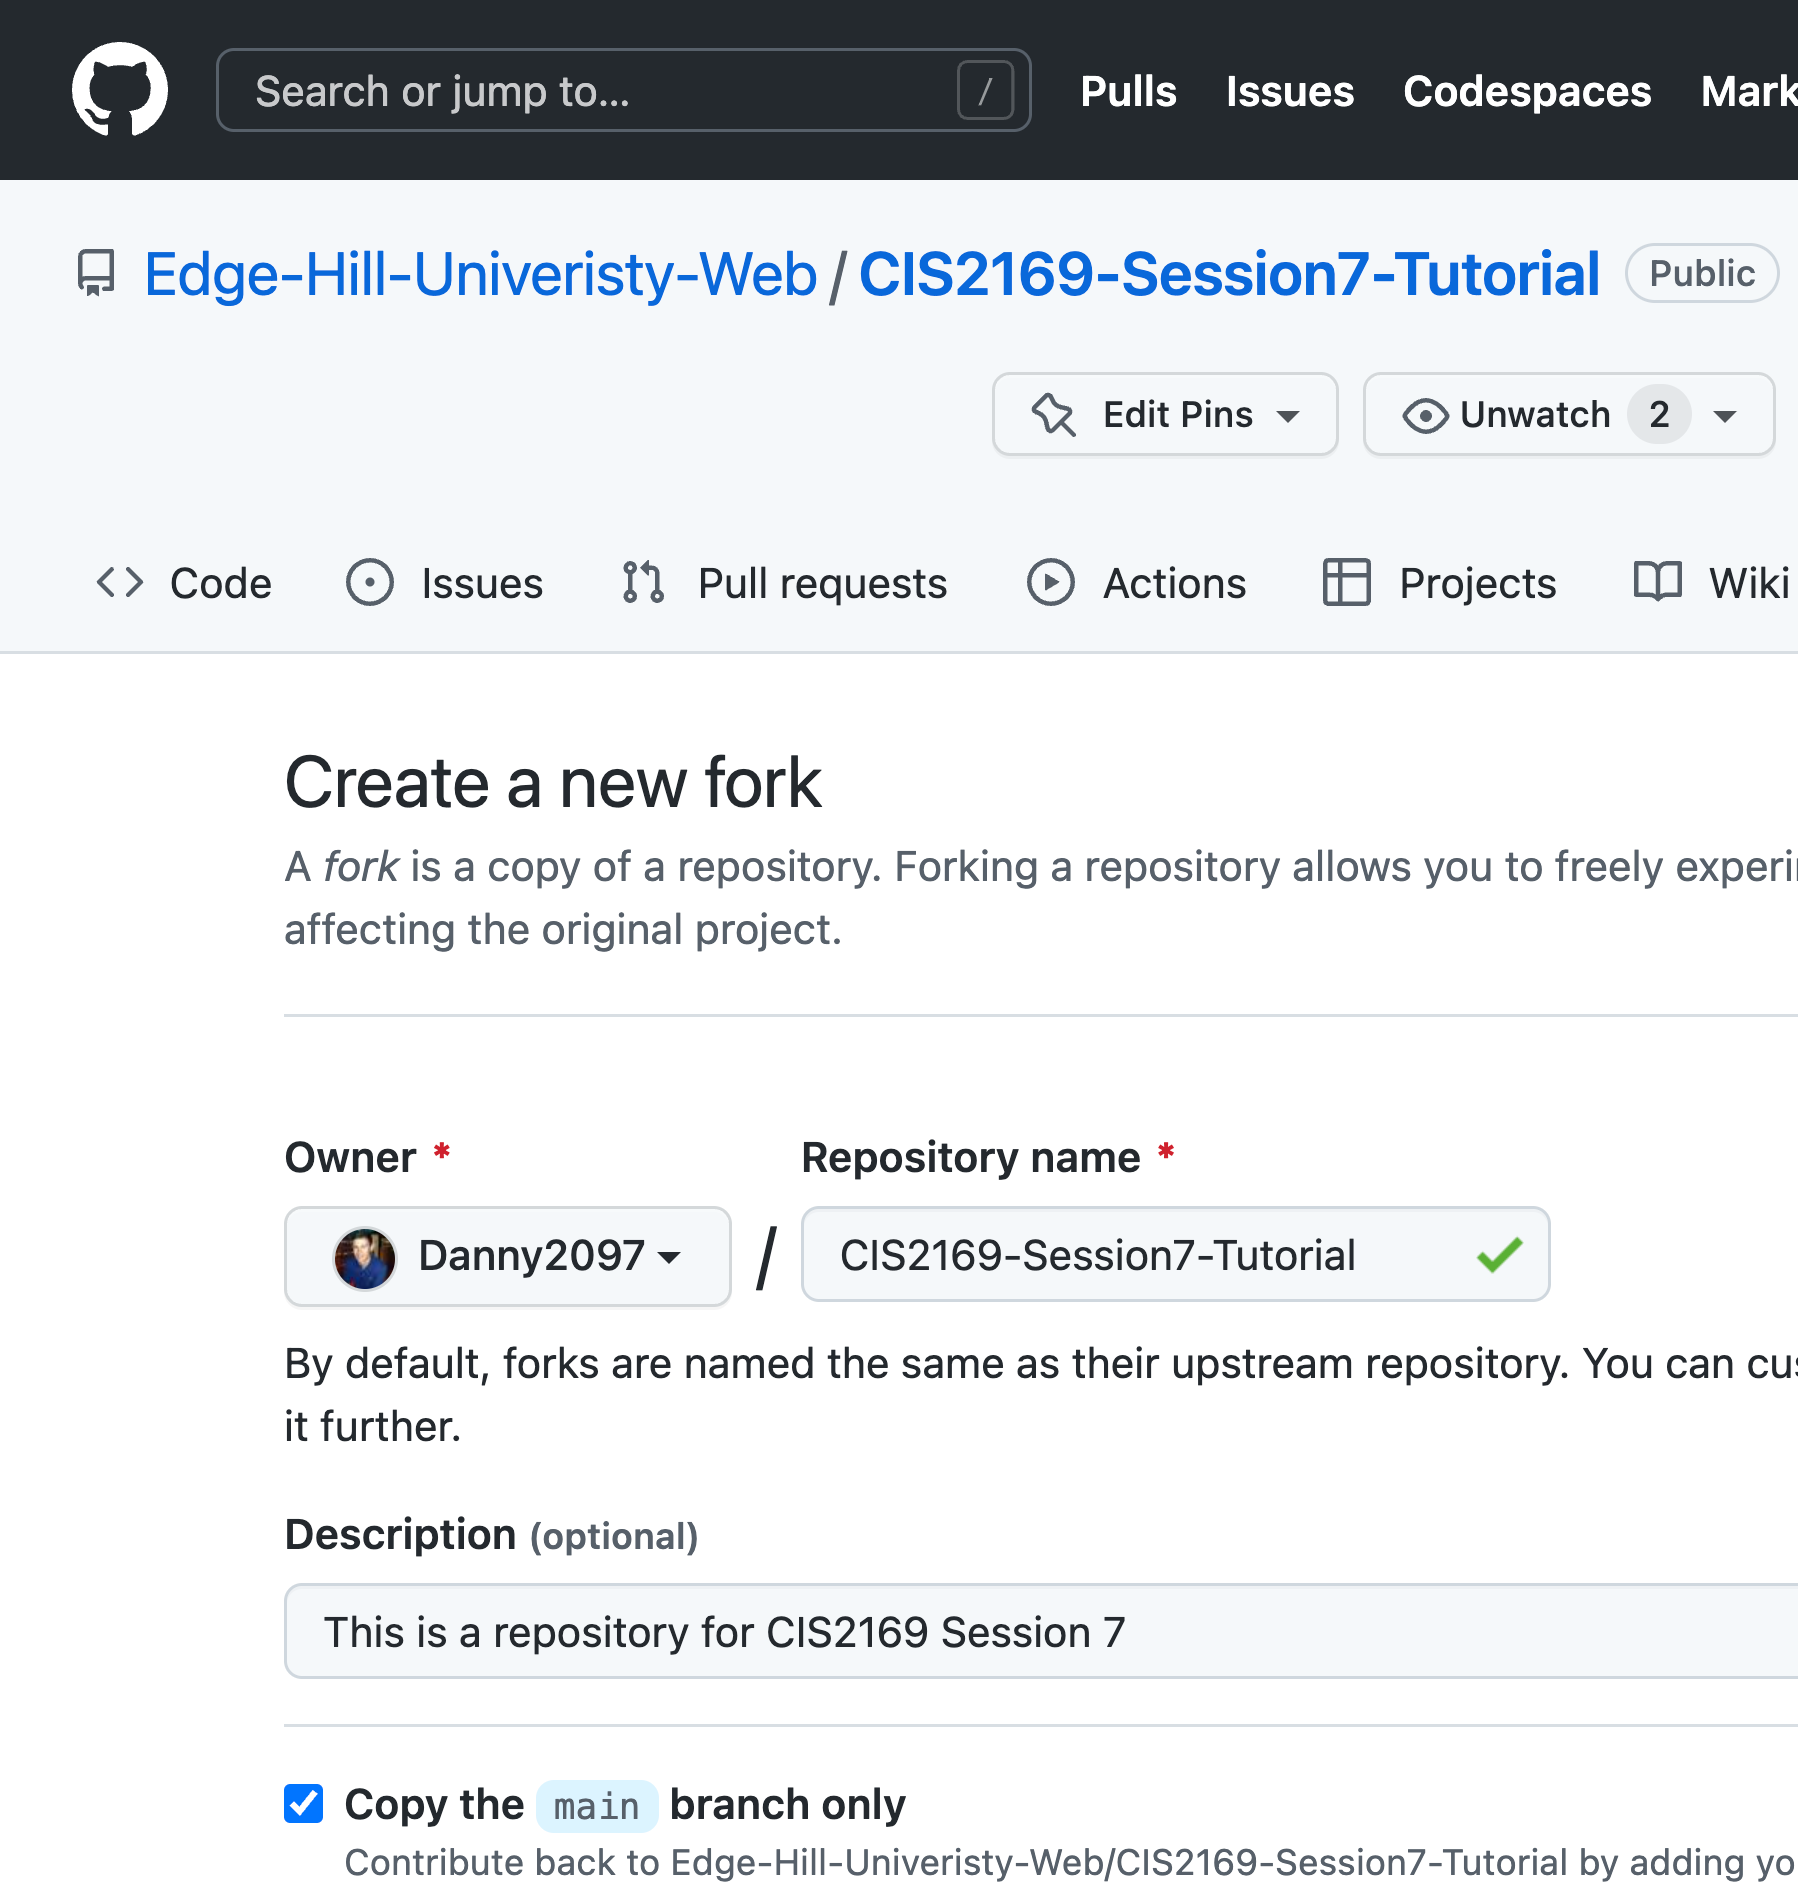 Search or jump to... / Pulls Issues Codespaces Mark
Edge-Hill-Univeristy-Web / CIS2169-Session7-Tutorial Public
Edit Pins Unwatch 2
Code Issues Pull requests Actions Projects Wiki
Create a new fork
A fork is a copy of a repository. Forking a repository allows you to freely experi
affecting the original project.
Owner * Repository name *
Danny2097 / CIS2169-Session7-Tutorial
By default, forks are named the same as their upstream repository. You can cus
it further.
Description (optional)
This is a repository for CIS2169 Session 7
Copy the main branch only
Contribute back to Edge-Hill-Univeristy-Web/CIS2169-Session7-Tutorial by adding yo